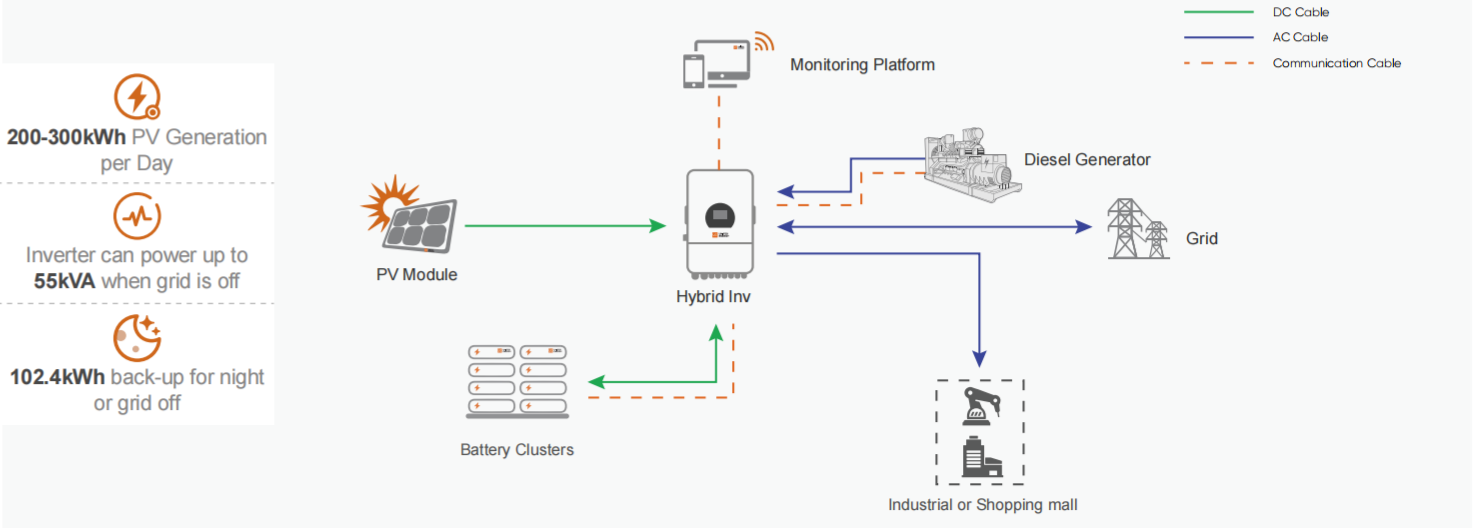 DC Cable
AC Cable
Communication Cable
Monitoring Platform
200-300kWh PV Generation
per Day
Inverter can power up to
55kVA when grid is off
102.4kWh back-up for night
or grid off
Diesel Generator
Grid
PV Module
Hybrid Inv
Battery Clusters
Industrial or Shopping mall